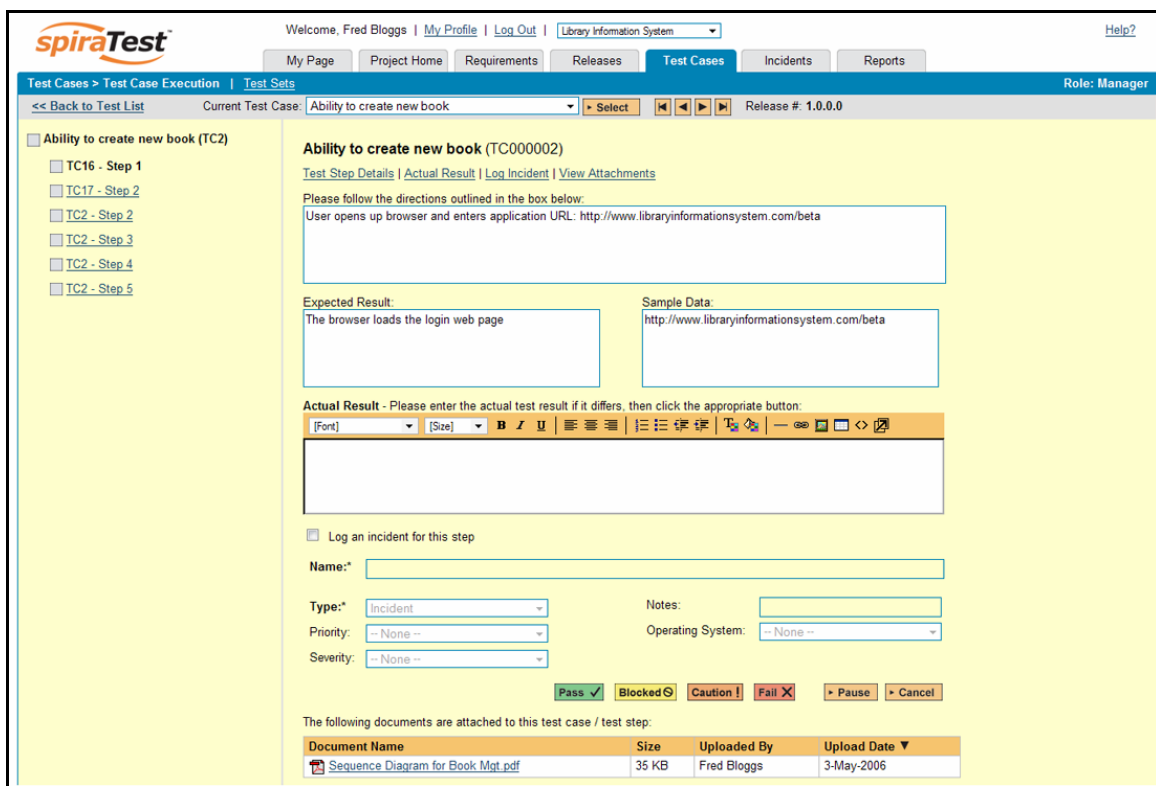 spiraTest
Welcome, Fred Bloggs | My Profile | Log Out | Library Information System
Help?
My Page Project Home Requirements Releases Test Cases Incidents Reports
Test Cases > Test Case Execution | Test Sets
Role: Manager
<< Back to Test List Current Test Case: Ability to create new book Select Release #: 1.0.0.0
Ability to create new book (TC2)
TC16 - Step 1
TC17 - Step 2
TC2 - Step 2
TC2 - Step 3
TC2 - Step 4
TC2 - Step 5
Ability to create new book (TC000002)
Test Step Details | Actual Result | Log Incident | View Attachments
Please follow the directions outlined in the box below:
User opens up browser and enters application URL: http://www.libraryinformationsystem.com/beta
Expected Result:
The browser loads the login web page
Sample Data:
http://www.libraryinformationsystem.com/beta
Actual Result - Please enter the actual test result if it differs, then click the appropriate button:
[Font] [Size] B I U
Log an incident for this step
Name:*
Type:* Incident Notes:
Priority: -- None -- Operating System: -- None --
Severity: -- None --
Pass Blocked Caution ! Fail Pause Cancel
The following documents are attached to this test case / test step:
Document Name Size Uploaded By Upload Date
Sequence Diagram for Book Mgt.pdf 35 KB Fred Bloggs 3-May-2006